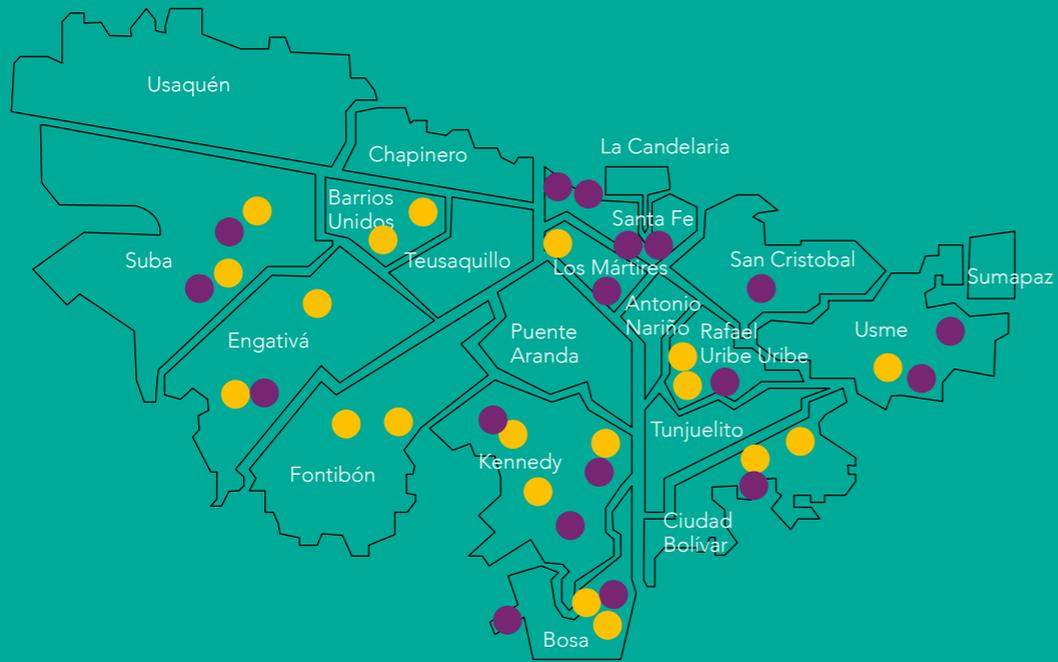 Usaquén
Chapinero
La Candelaria
Barrios
Unidos
Santa Fe
Suba
Teusaquillo
Los Mártires
San Cristobal
Sumapaz
Antonio
Nariño
Rafael
Uribe Uribe
Engativá
Puente
Aranda
Usme
Tunjuelito
Kennedy
Fontibón
Ciudad
Bolívar
Bosa